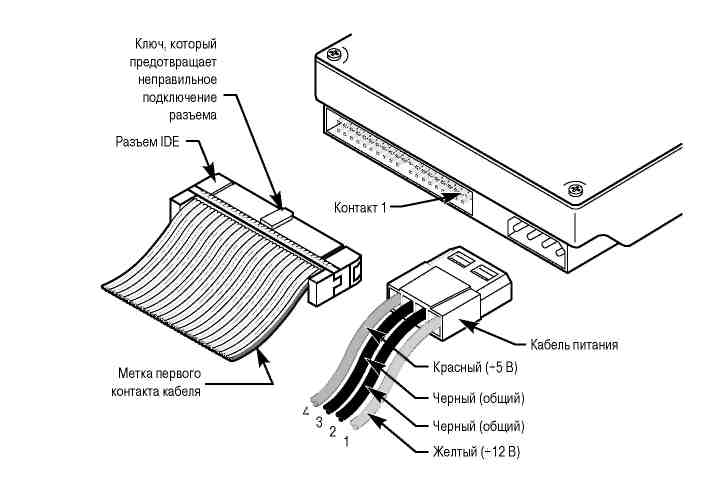 Ключ, который
предотвращает
неправильное
подключение
разъема
Разъем IDE
Контакт 1
Кабель питания
Красный (−5 В)
Черный (общий)
Черный (общий)
Желтый (−12 В)
Метка первого
контакта кабеля
4
3
2
1